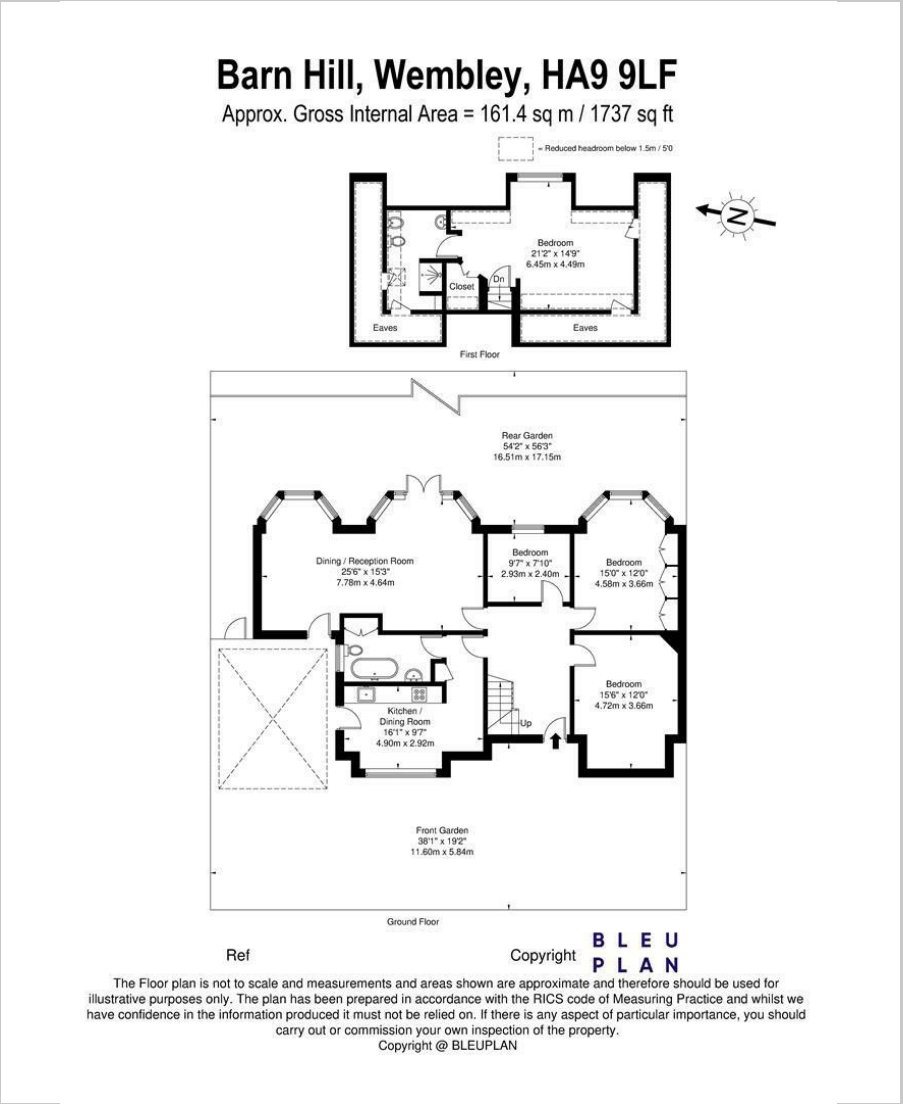 Barn Hill, Wembley, HA9 9LF
Approx. Gross Internal Area = 161.4 sq m / 1737 sq ft
= Reduced headroom below 1.5m / 5'0
N
Bedroom
21'2" x 14'9"
6.45m x 4.49m
Dn
Closet
Eaves
Eaves
First Floor
Rear Garden
54'2" x 56'3"
16.51m x 17.15m
Dining / Reception Room
25'6" x 15'3"
7.78m x 4.64m
Bedroom
9'7" x 7'10"
2.93m x 2.40m
Bedroom
15'0" x 12'0"
4.58m x 3.66m
Bedroom
15'6" x 12'0"
4.72m x 3.66m
Kitchen /
Dining Room
16'1" x 9'7"
4.90m x 2.92m
Up
Front Garden
38'1" x 19'2"
11.60m x 5.84m
Ground Floor
Ref
Copyright
BLEU
PLAN
The Floor plan is not to scale and measurements and areas shown are approximate and therefore should be used for
illustrative purposes only. The plan has been prepared in accordance with the RICS code of Measuring Practice and whilst we
have confidence in the information produced it must not be relied on. If there is any aspect of particular importance, you should
carry out or commission your own inspection of the property.
Copyright @ BLEUPLAN